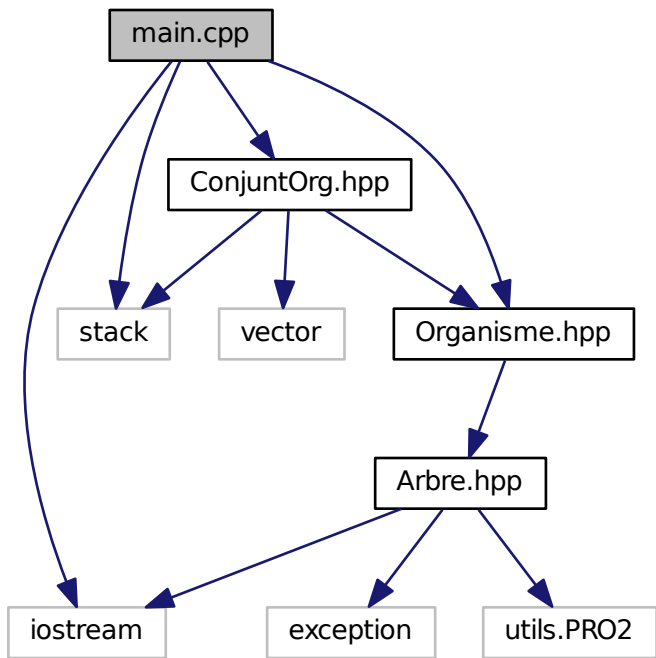 main.cpp
ConjuntOrg.hpp
stack
vector
Organisme.hpp
Arbre.hpp
iostream
exception
utils.PRO2